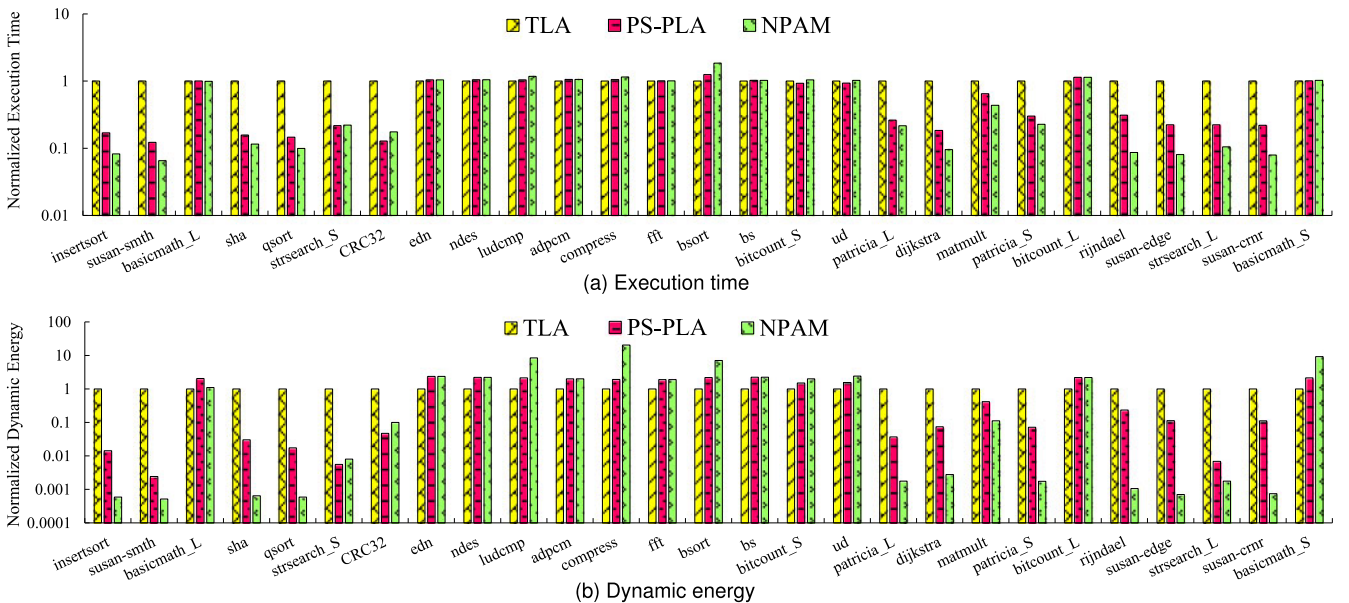 TLA PS-PLA NPAM
Normalized Execution Time
10
1
0.1
0.01
insertsort susan-smth basicmath_L sha qsort strsearch_S CRC32 edn ndes ludcmp adpcm compress fft bsort bs bitcount_S ud patricia_L dijkstra matmult patricia_S bitcount_L rijndael susan-edge strsearch_L susan-crnr basicmath_S
(a) Execution time
TLA PS-PLA NPAM
Normalized Dynamic Energy
100
10
1
0.1
0.01
0.001
0.0001
insertsort susan-smth basicmath_L sha qsort strsearch_S CRC32 edn ndes ludcmp adpcm compress fft bsort bs bitcount_S ud patricia_L dijkstra matmult patricia_S bitcount_L rijndael susan-edge strsearch_L susan-crnr basicmath_S
(b) Dynamic energy